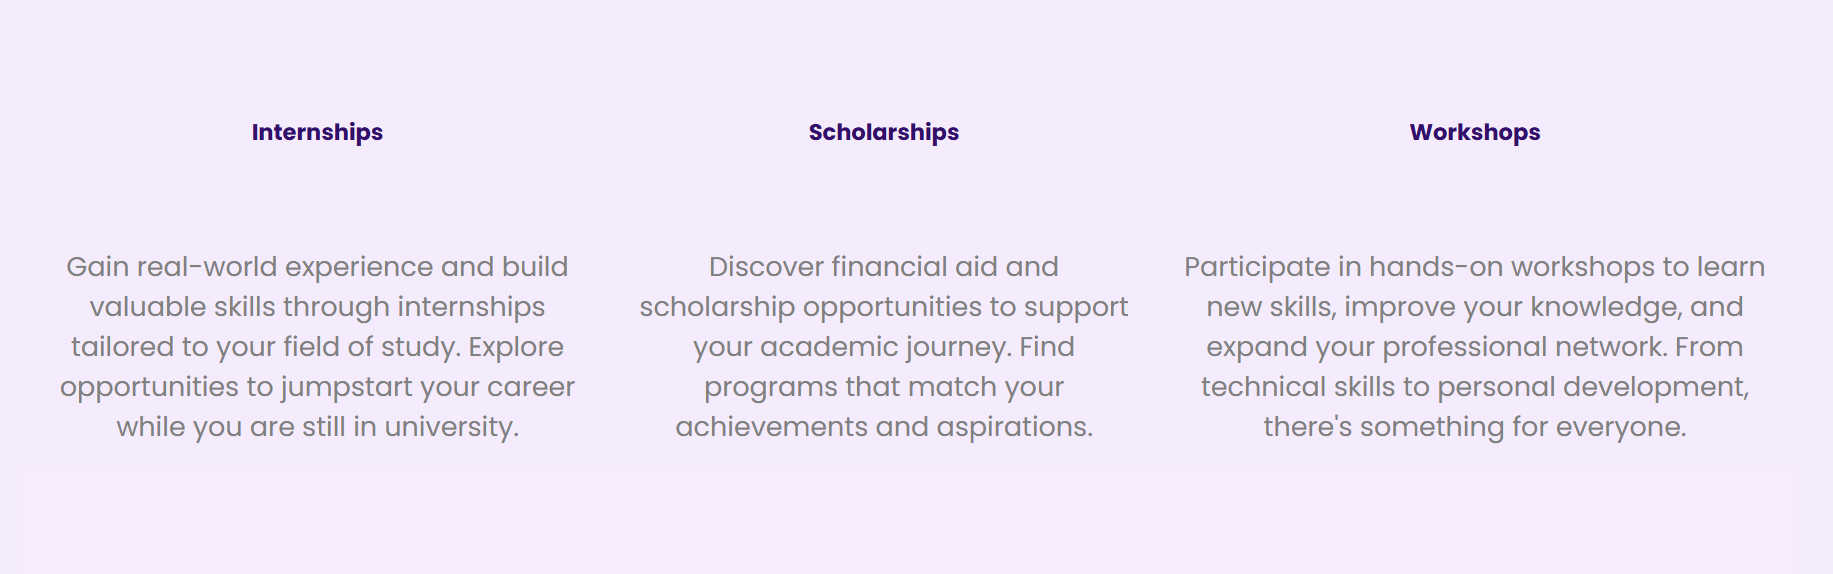 Internships
Gain real-world experience and build
valuable skills through internships
tailored to your field of study. Explore
opportunities to jumpstart your career
while you are still in university.
Scholarships
Discover financial aid and
scholarship opportunities to support
your academic journey. Find
programs that match your
achievements and aspirations.
Workshops
Participate in hands-on workshops to learn
new skills, improve your knowledge, and
expand your professional network. From
technical skills to personal development,
there's something for everyone.